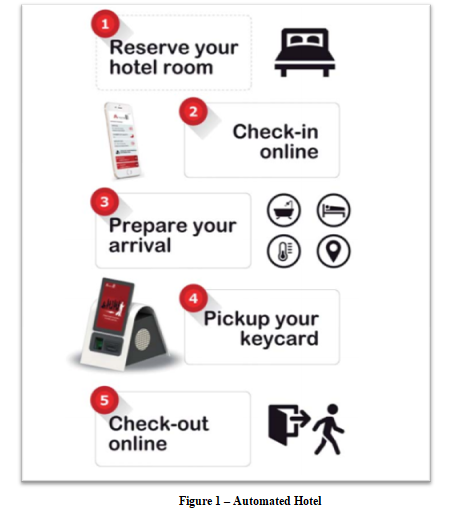 1
Reserve your
hotel room
2
Check-in
online
3
Prepare your
arrival
4
Pickup your
keycard
5
Check-out
online
Figure 1 – Automated Hotel